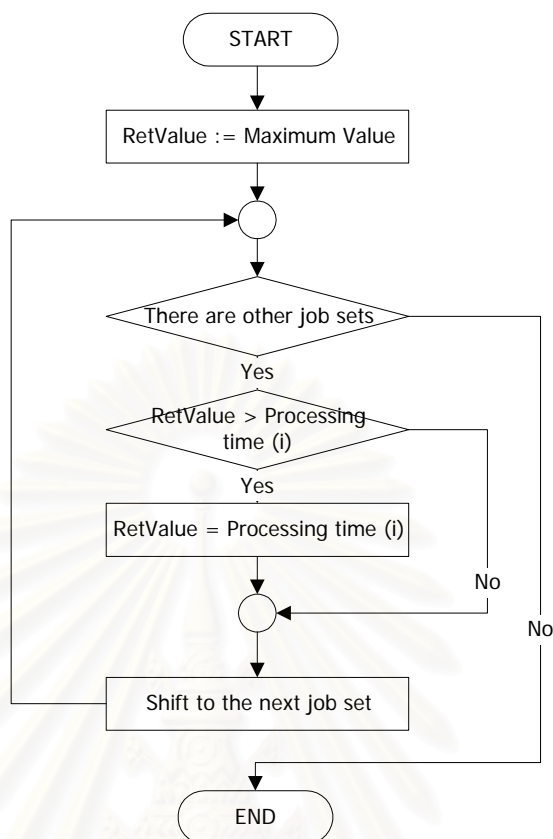 START
RetValue := Maximum Value
There are other job sets
Yes
RetValue > Processing
time (i)
Yes
RetValue = Processing time (i)
No
No
Shift to the next job set
END